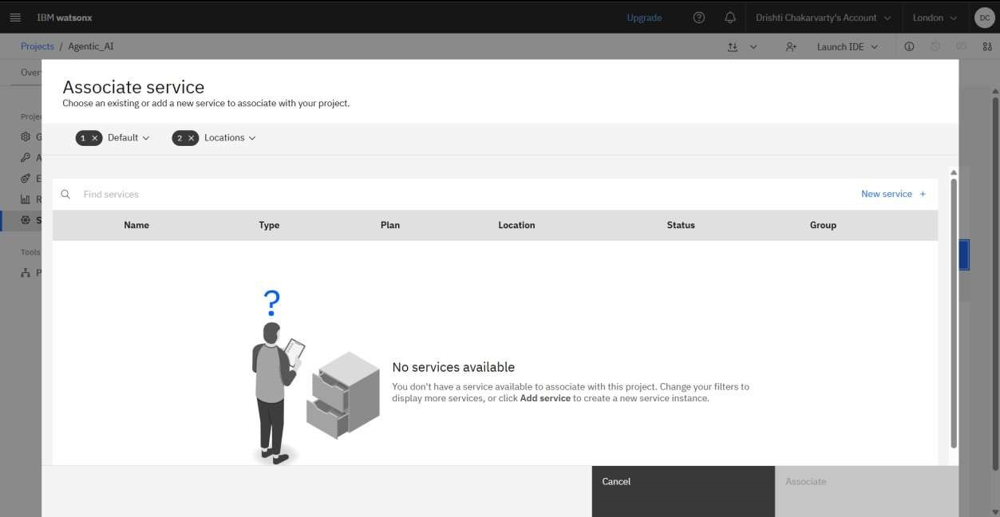 IBM watsonx
Upgrade
Drishti Chakarvarty's Account
London
DC
Projects / Agentic_AI
Launch IDE
Over
Associate service
Choose an existing or add a new service to associate with your project.
1 × Default
2 × Locations
Find services
New service +
Name Type Plan Location Status Group
Proje
G
A
E
R
S
Tools
P
?
No services available
You don't have a service available to associate with this project. Change your filters to
display more services, or click Add service to create a new service instance.
Cancel
Associate